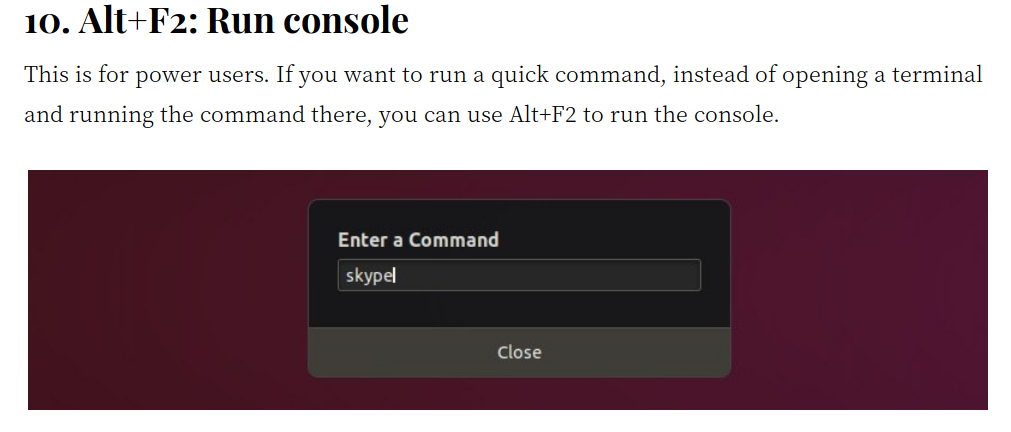 10. Alt+F2: Run console
This is for power users. If you want to run a quick command, instead of opening a terminal
and running the command there, you can use Alt+F2 to run the console.
Enter a Command
skype
Close